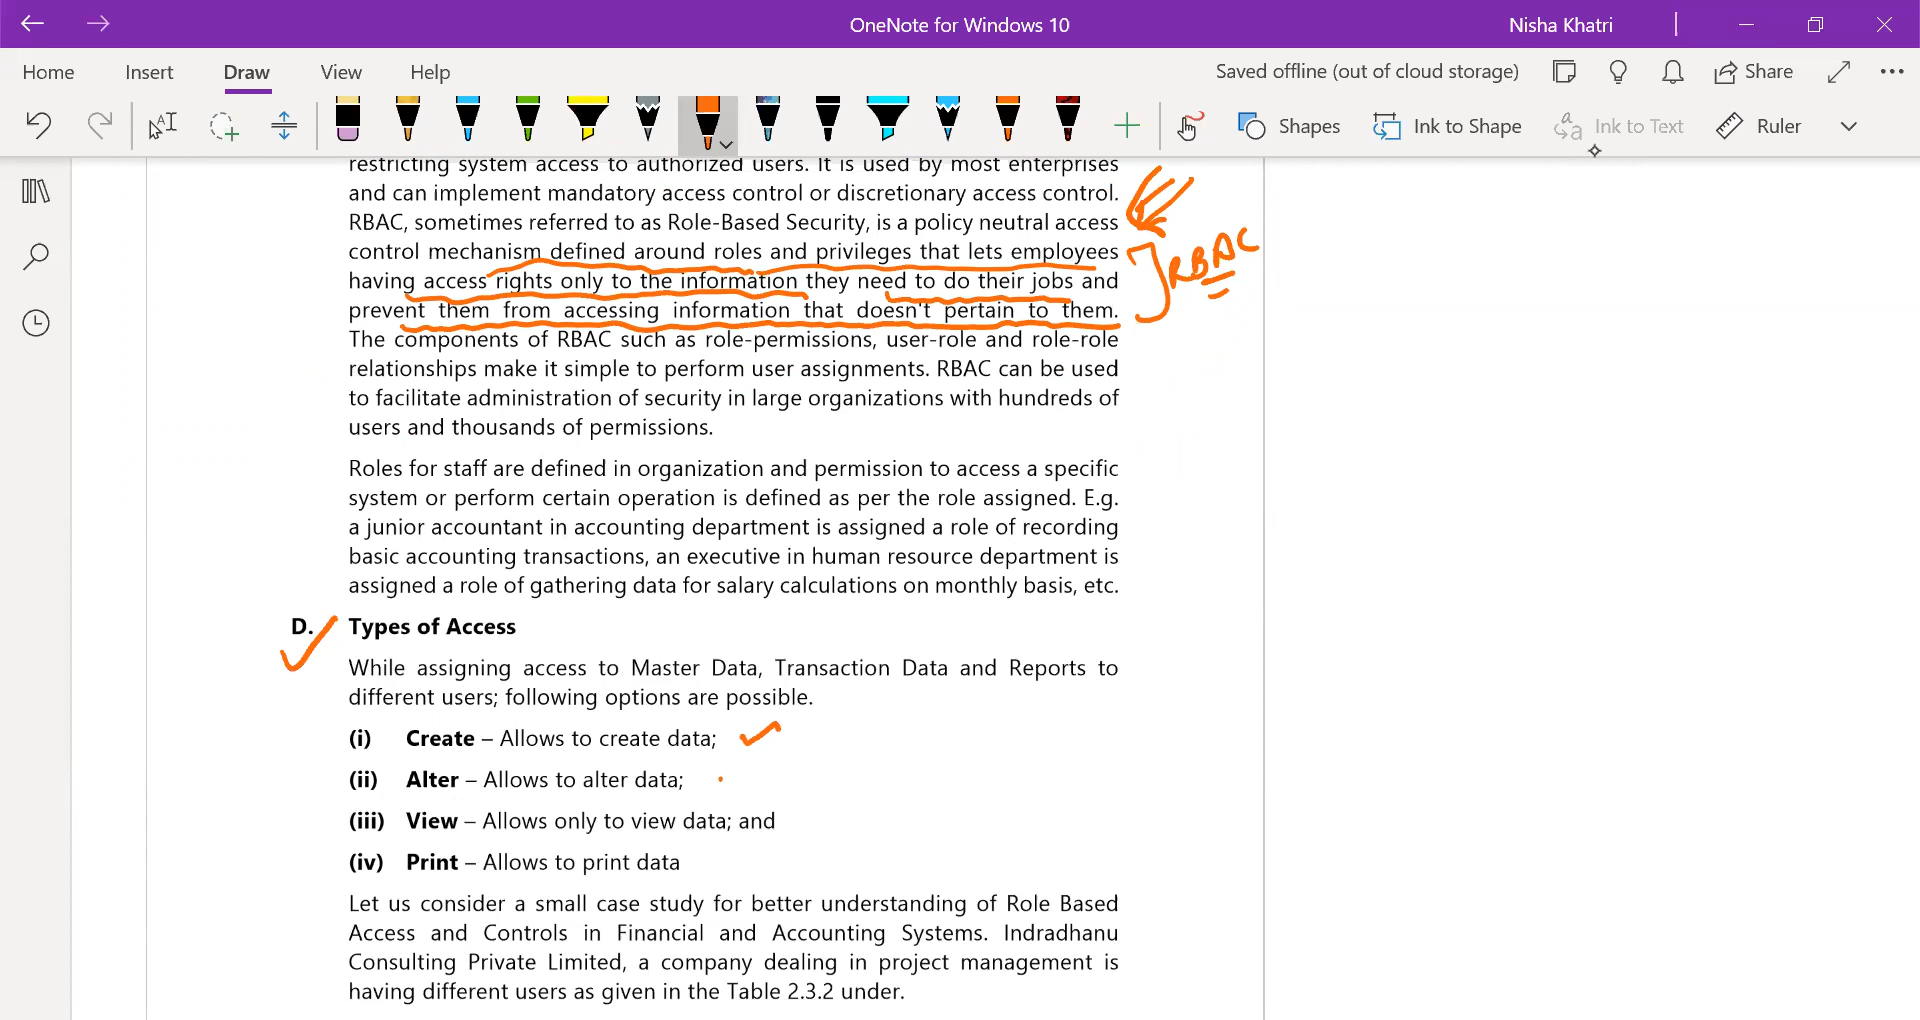 OneNote for Windows 10
Nisha Khatri
Home Insert Draw View Help
Saved offline (out of cloud storage)
Share
Shapes
Ink to Shape
Ink to Text
Ruler
restricting system access to authorized users. It is used by most enterprises
and can implement mandatory access control or discretionary access control.
RBAC, sometimes referred to as Role-Based Security, is a policy neutral access
control mechanism defined around roles and privileges that lets employees
having access rights only to the information they need to do their jobs and
prevent them from accessing information that doesn't pertain to them.
RBAC
The components of RBAC such as role-permissions, user-role and role-role
relationships make it simple to perform user assignments. RBAC can be used
to facilitate administration of security in large organizations with hundreds of
users and thousands of permissions.
Roles for staff are defined in organization and permission to access a specific
system or perform certain operation is defined as per the role assigned. E.g.
a junior accountant in accounting department is assigned a role of recording
basic accounting transactions, an executive in human resource department is
assigned a role of gathering data for salary calculations on monthly basis, etc.
D. Types of Access
While assigning access to Master Data, Transaction Data and Reports to
different users; following options are possible.
(i) Create – Allows to create data;
(ii) Alter – Allows to alter data;
(iii) View – Allows only to view data; and
(iv) Print – Allows to print data
Let us consider a small case study for better understanding of Role Based
Access and Controls in Financial and Accounting Systems. Indradhanu
Consulting Private Limited, a company dealing in project management is
having different users as given in the Table 2.3.2 under.